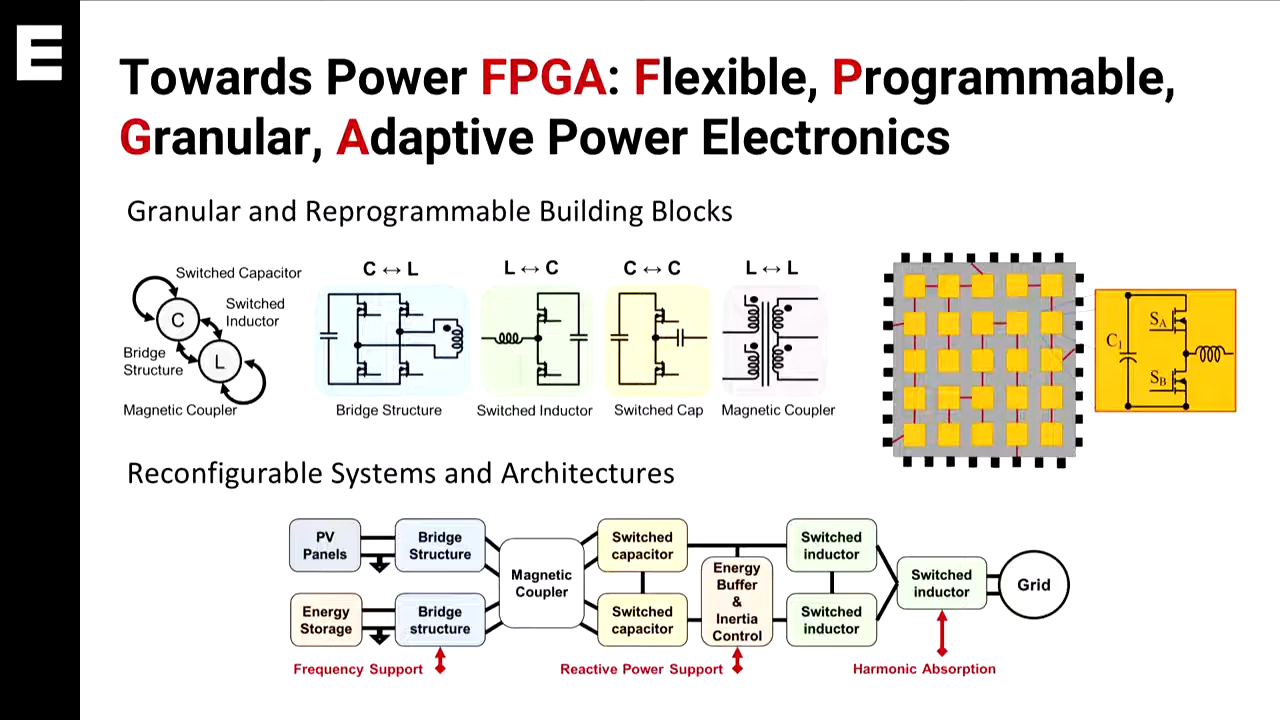 E
Towards Power FPGA: Flexible, Programmable,
Granular, Adaptive Power Electronics
Granular and Reprogrammable Building Blocks
Switched Capacitor
Switched
Inductor
C
L
Bridge
Structure
Magnetic Coupler
C ↔ L
L ↔ C
C ↔ C
L ↔ L
Bridge Structure
Switched Inductor
Switched Cap
Magnetic Coupler
C₁
S_A
S_B
Reconfigurable Systems and Architectures
PV
Panels
Bridge
Structure
Energy
Storage
Bridge
structure
Magnetic
Coupler
Switched
capacitor
Switched
capacitor
Energy
Buffer
&
Inertia
Control
Switched
inductor
Switched
inductor
Switched
inductor
Grid
Frequency Support
Reactive Power Support
Harmonic Absorption